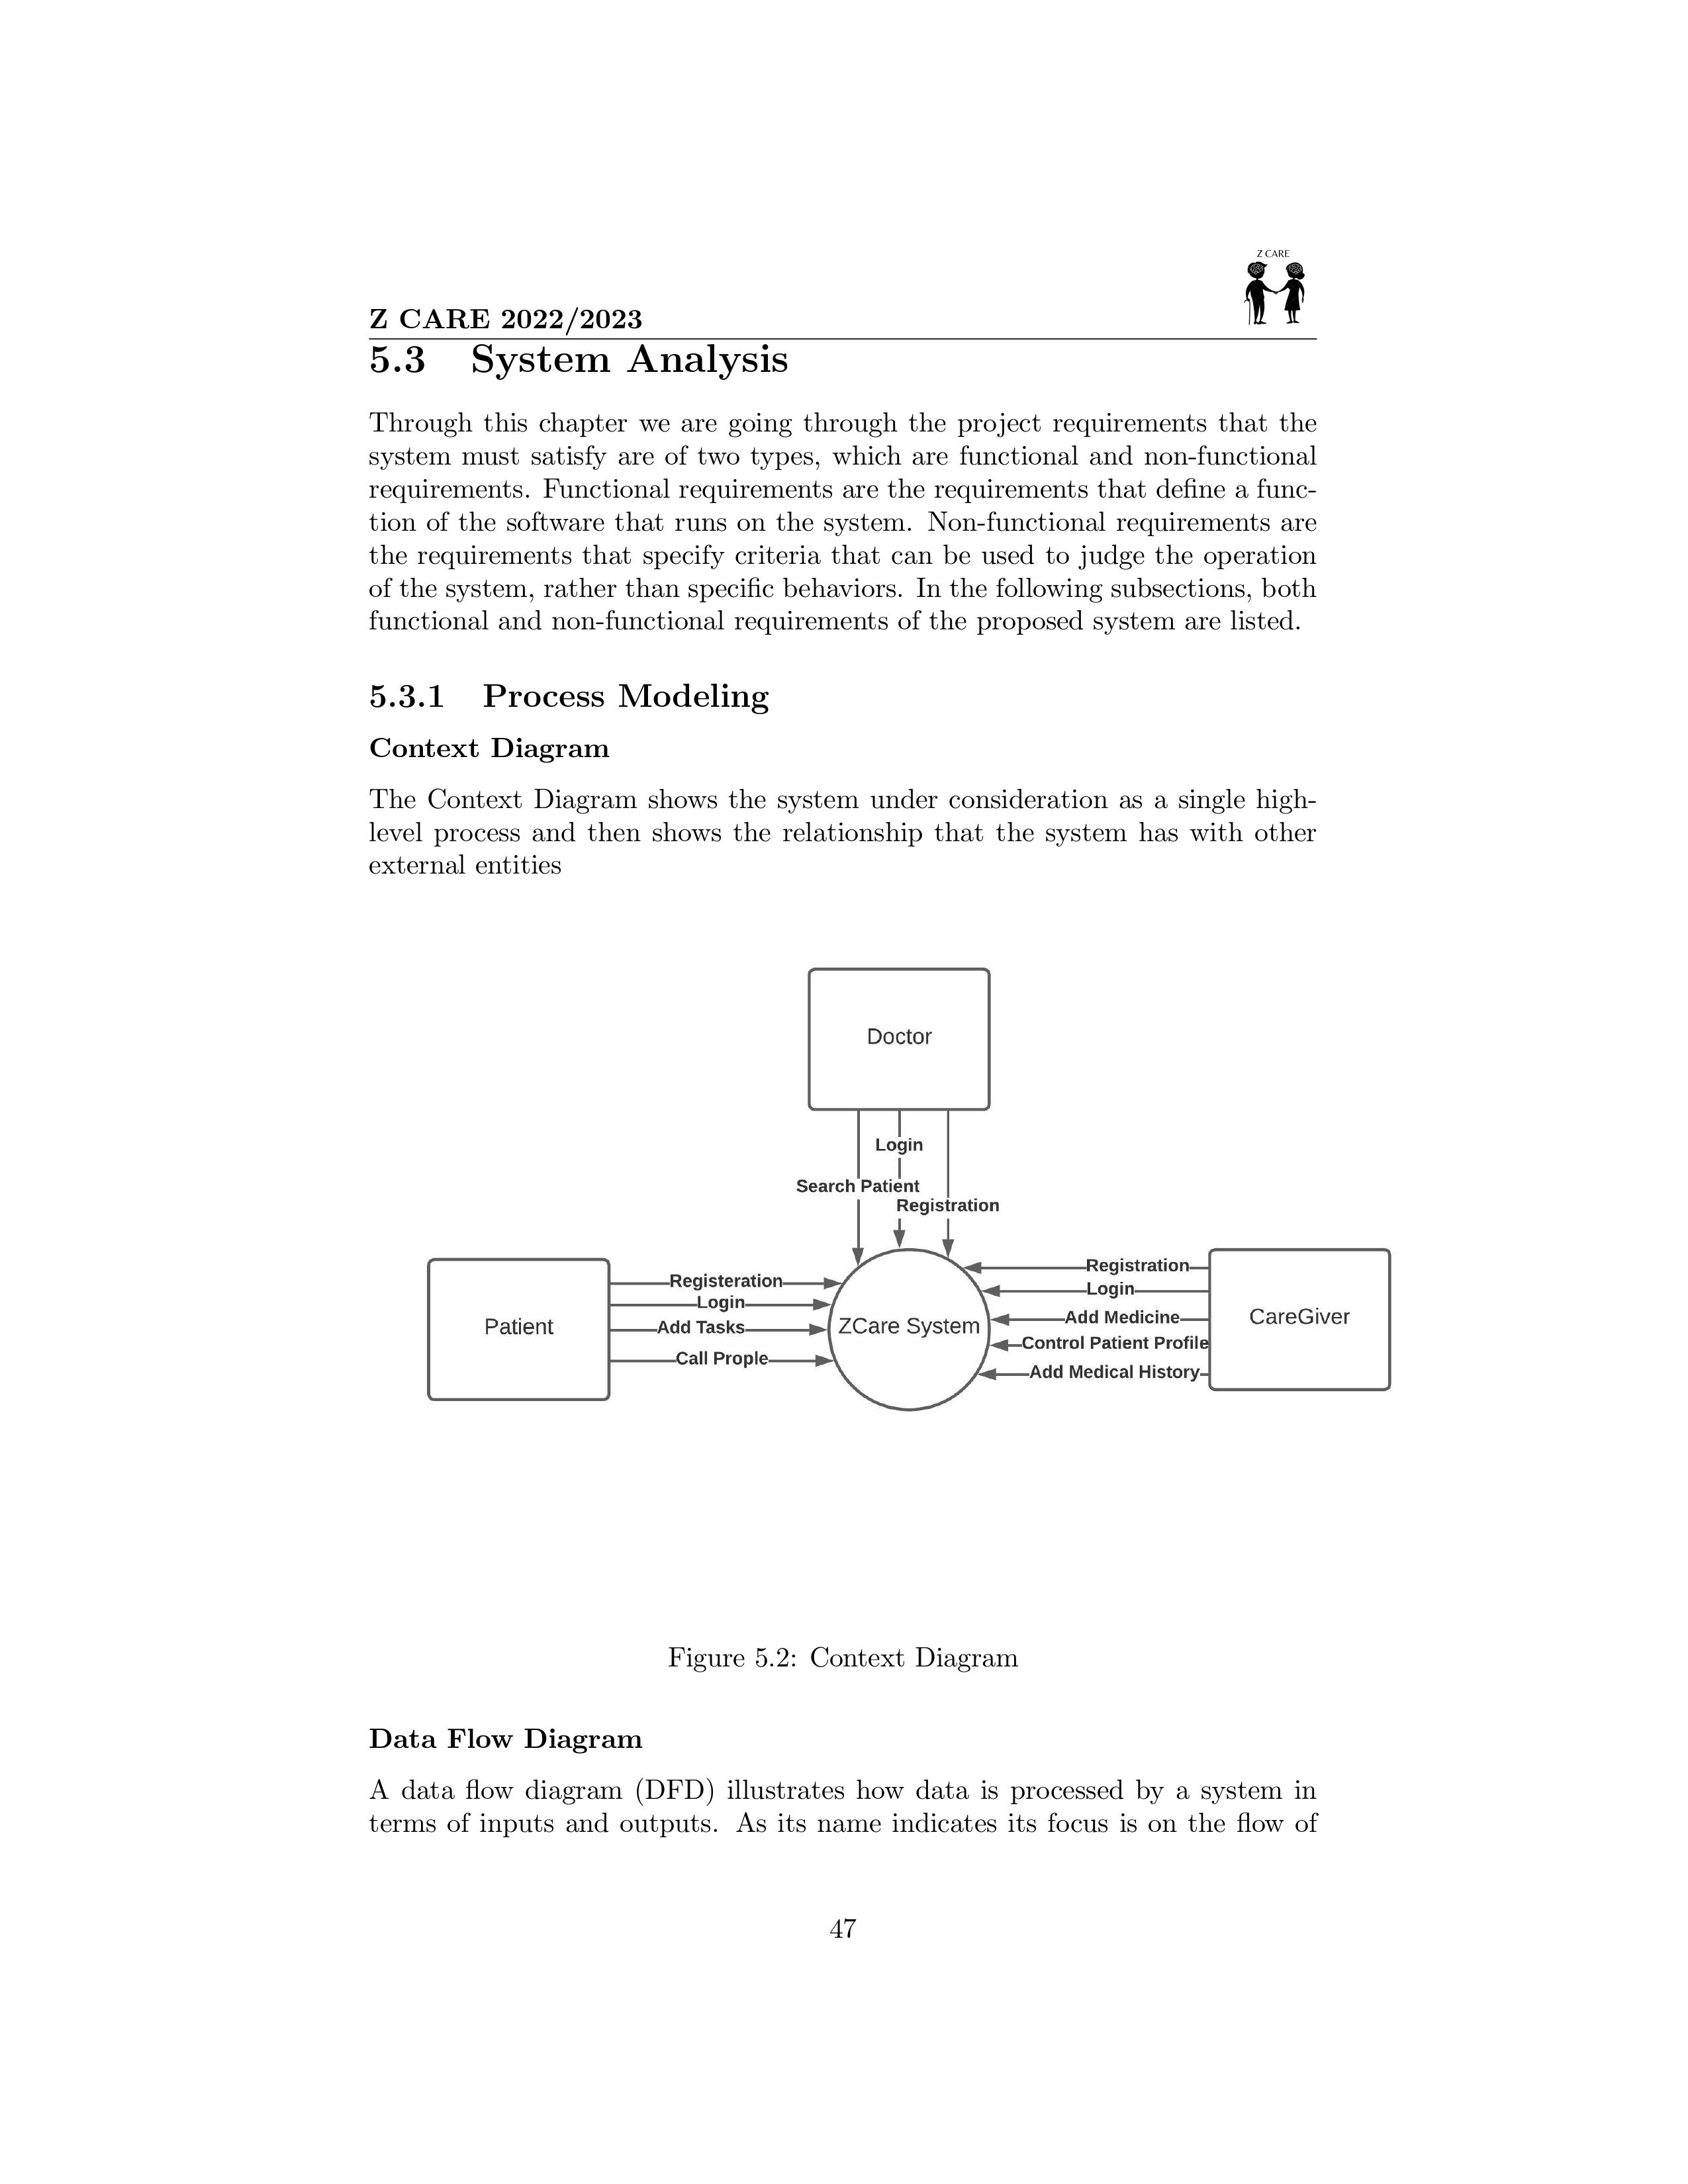 Z CARE
Z CARE 2022/2023
5.3 System Analysis
Through this chapter we are going through the project requirements that the
system must satisfy are of two types, which are functional and non-functional
requirements. Functional requirements are the requirements that define a func-
tion of the software that runs on the system. Non-functional requirements are
the requirements that specify criteria that can be used to judge the operation
of the system, rather than specific behaviors. In the following subsections, both
functional and non-functional requirements of the proposed system are listed.
5.3.1 Process Modeling
Context Diagram
The Context Diagram shows the system under consideration as a single high-
level process and then shows the relationship that the system has with other
external entities
Doctor
Login
Search Patient
Registration
Patient
Registeration
Login
Add Tasks
Call Prople
ZCare System
Registration
Login
Add Medicine
Control Patient Profile
Add Medical History
CareGiver
Figure 5.2: Context Diagram
Data Flow Diagram
A data flow diagram (DFD) illustrates how data is processed by a system in
terms of inputs and outputs. As its name indicates its focus is on the flow of
47